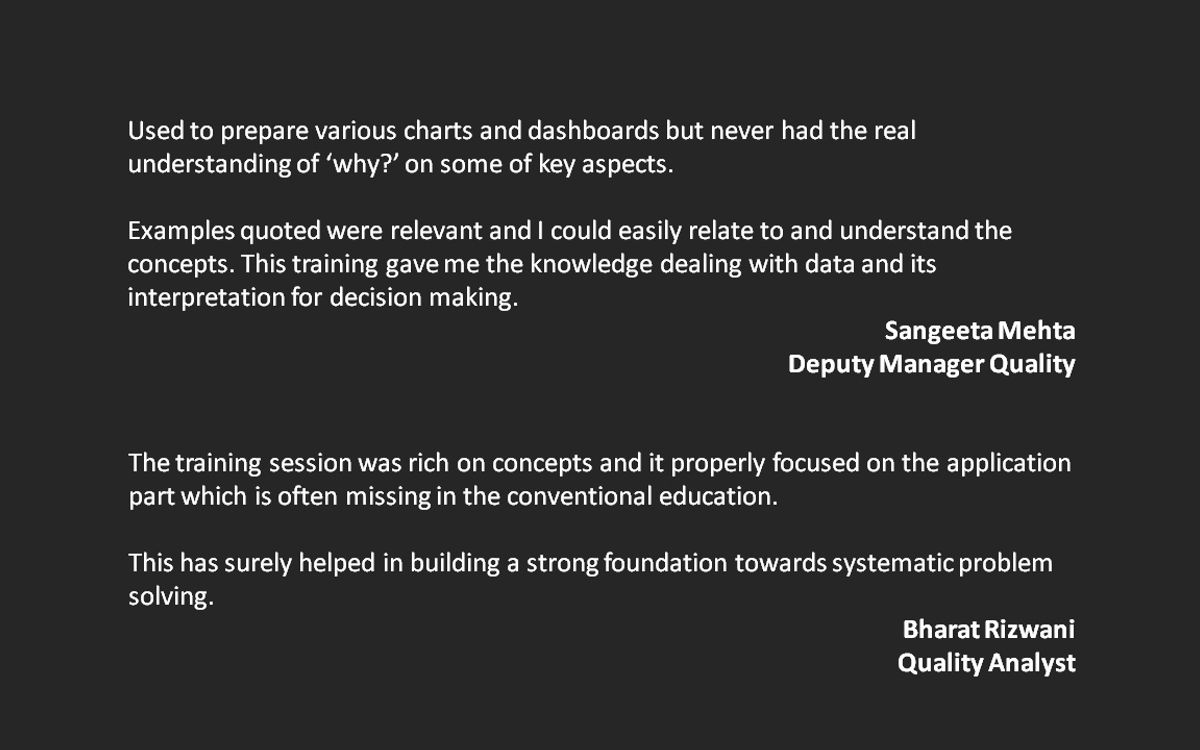 Used to prepare various charts and dashboards but never had the real
understanding of ‘why?’ on some of key aspects.
Examples quoted were relevant and I could easily relate to and understand the
concepts. This training gave me the knowledge dealing with data and its
interpretation for decision making.
Sangeeta Mehta
Deputy Manager Quality
The training session was rich on concepts and it properly focused on the application
part which is often missing in the conventional education.
This has surely helped in building a strong foundation towards systematic problem
solving.
Bharat Rizwani
Quality Analyst